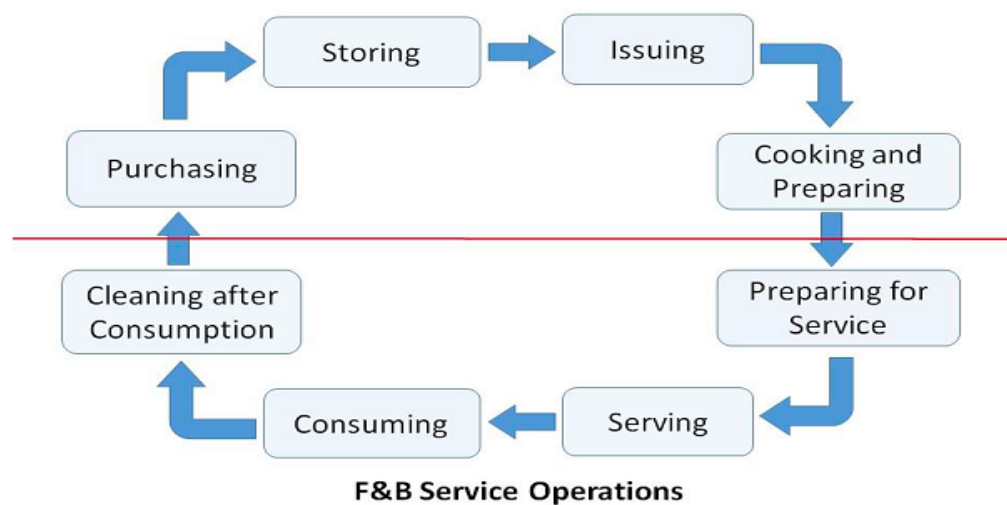 Storing
Issuing
Purchasing
Cooking and
Preparing
Cleaning after
Consumption
Preparing for
Service
Consuming
Serving
F&B Service Operations